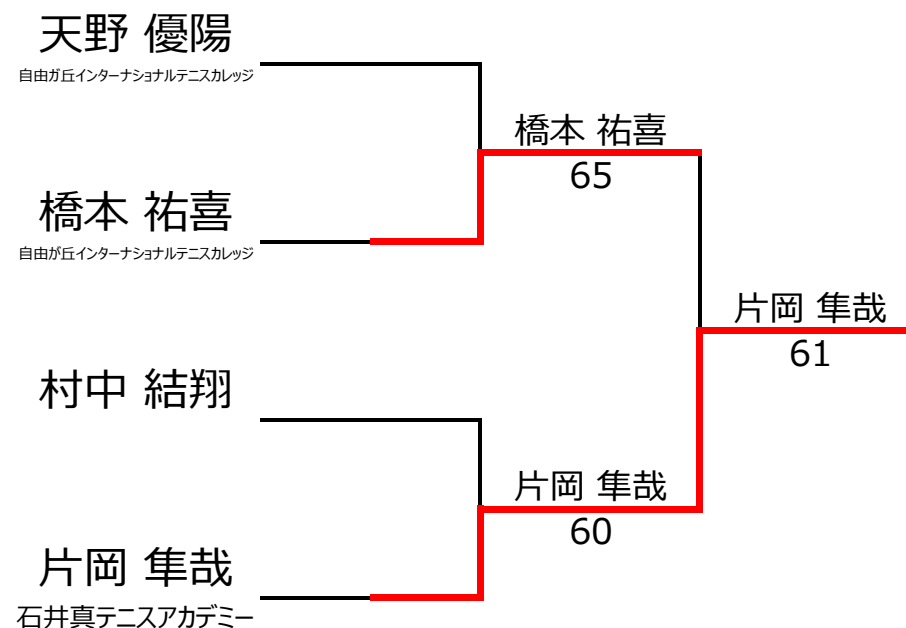 天野 優陽
自由が丘インターナショナルテニスカレッジ
橋本 祐喜
65
橋本 祐喜
自由が丘インターナショナルテニスカレッジ
片岡 隼哉
61
村中 結翔
片岡 隼哉
60
片岡 隼哉
石井真テニスアカデミー